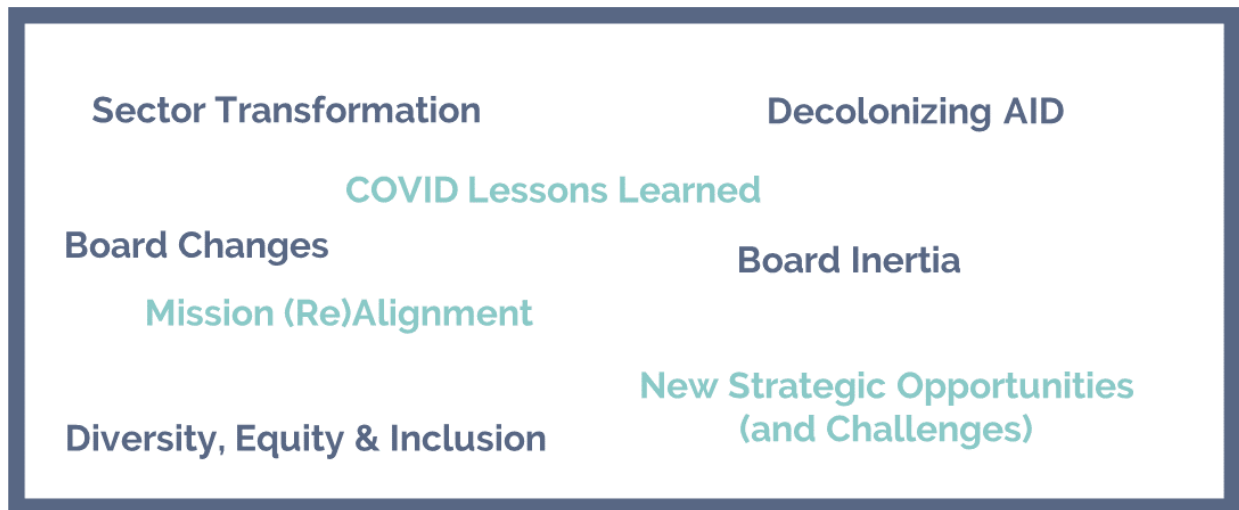 Sector Transformation
Decolonizing AID
COVID Lessons Learned
Board Changes
Board Inertia
Mission (Re)Alignment
New Strategic Opportunities
(and Challenges)
Diversity, Equity & Inclusion